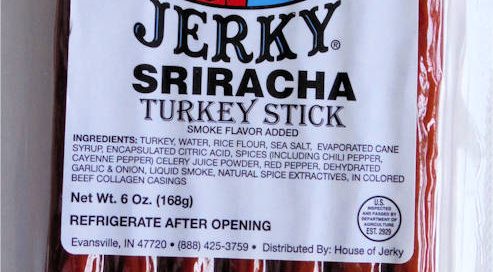 JERKY®
SRIRACHA
TURKEY STICK
SMOKE FLAVOR ADDED
INGREDIENTS: TURKEY, WATER, RICE FLOUR, SEA SALT, EVAPORATED CANE
SYRUP, ENCAPSULATED CITRIC ACID, SPICES (INCLUDING CHILI PEPPER,
CAYENNE PEPPER) CELERY JUICE POWDER, RED PEPPER, DEHYDRATED
GARLIC & ONION, LIQUID SMOKE, NATURAL SPICE EXTRACTIVES, IN COLORED
BEEF COLLAGEN CASINGS
Net Wt. 6 Oz. (168g)
REFRIGERATE AFTER OPENING
Evansville, IN 47720 • (888) 425-3759 • Distributed By: House of Jerky
U.S.
INSPECTED
AND PASSED BY
DEPARTMENT OF
AGRICULTURE
EST. 2929